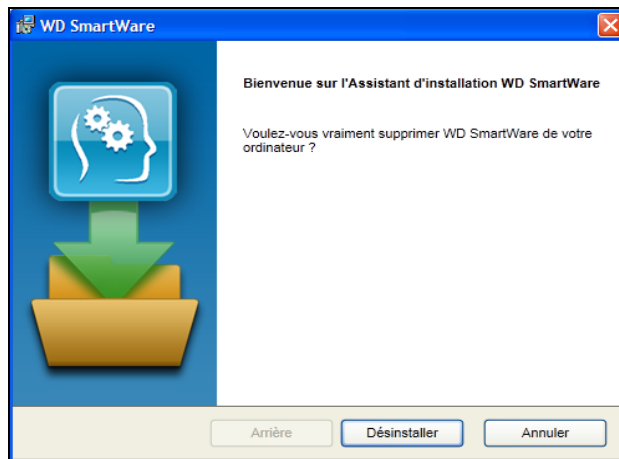 WD SmartWare
Bienvenue sur l'Assistant d'installation WD SmartWare
Voulez-vous vraiment supprimer WD SmartWare de votre
ordinateur ?
Arrière
Désinstaller
Annuler